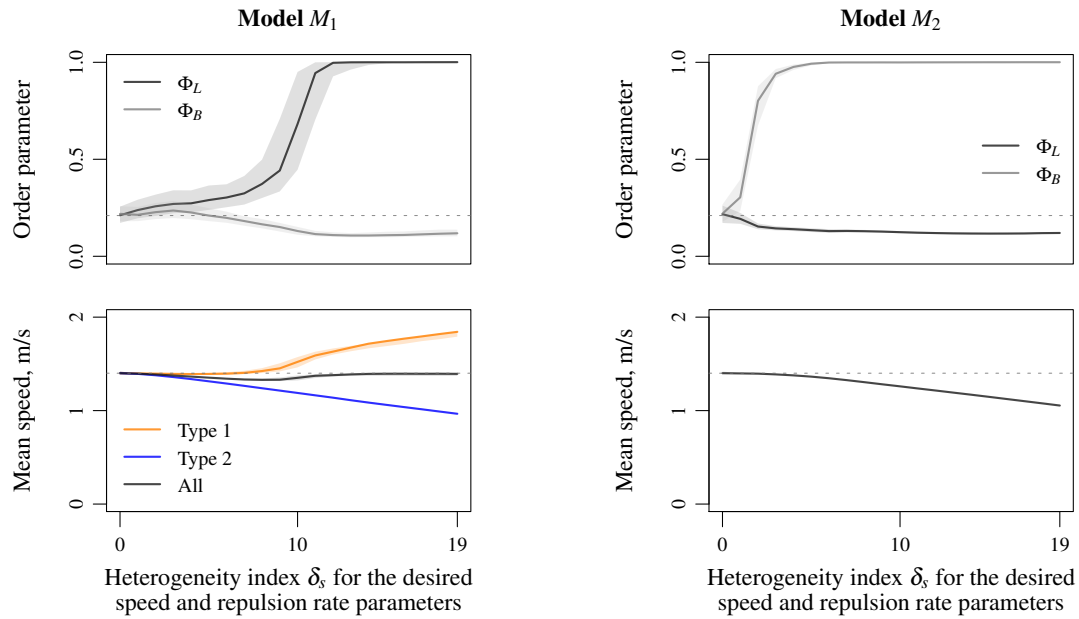 Model M1
Model M2
Order parameter
1.0
0.5
0.0
ΦL
ΦB
Order parameter
1.0
0.5
0.0
ΦL
ΦB
Mean speed, m/s
2
1
0
Type 1
Type 2
All
0
10
19
Heterogeneity index δs for the desired
speed and repulsion rate parameters
Mean speed, m/s
2
1
0
0
10
19
Heterogeneity index δs for the desired
speed and repulsion rate parameters